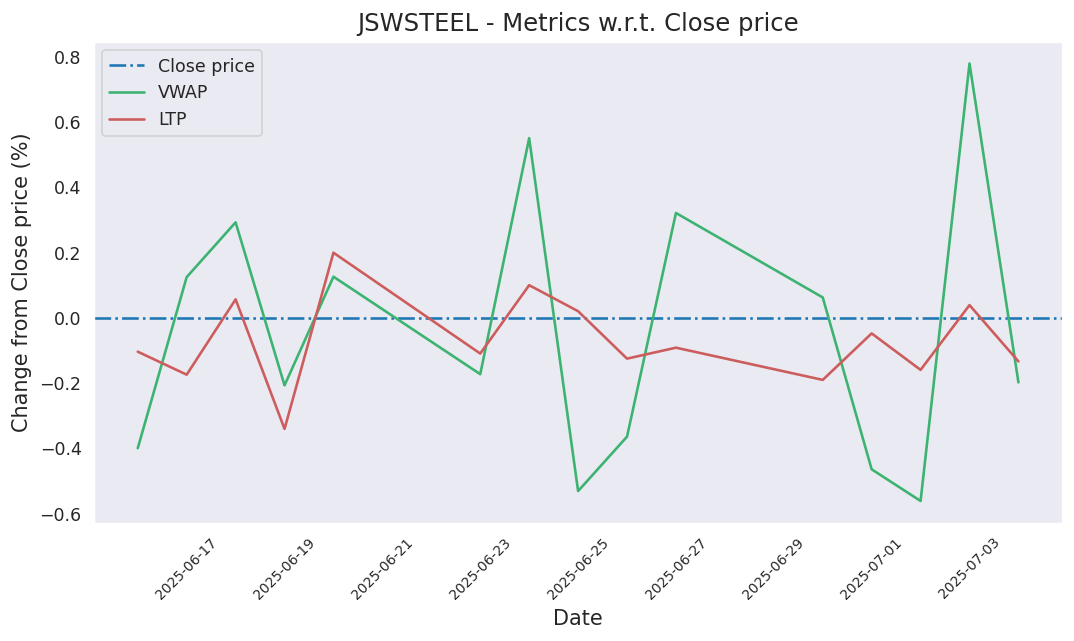 JSWSTEEL - Metrics w.r.t. Close price
Close price
VWAP
LTP
Change from Close price (%)
0.8
0.6
0.4
0.2
0.0
−0.2
−0.4
−0.6
2025-06-17
2025-06-19
2025-06-21
2025-06-23
2025-06-25
2025-06-27
2025-06-29
2025-07-01
2025-07-03
Date